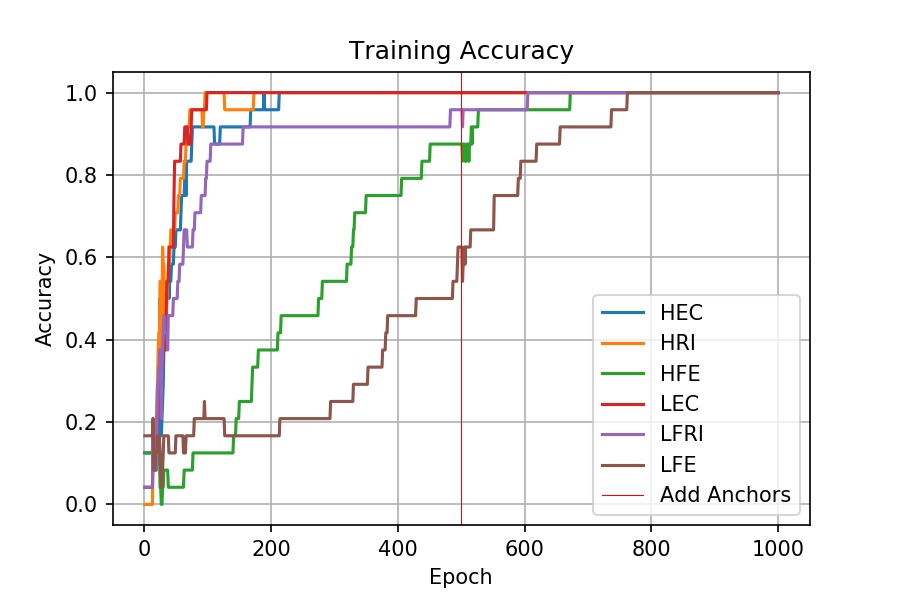 Training Accuracy
Accuracy
1.0
0.8
0.6
0.4
0.2
0.0
HEC
HRI
HFE
LEC
LFRI
LFE
Add Anchors
0 200 400 600 800 1000
Epoch